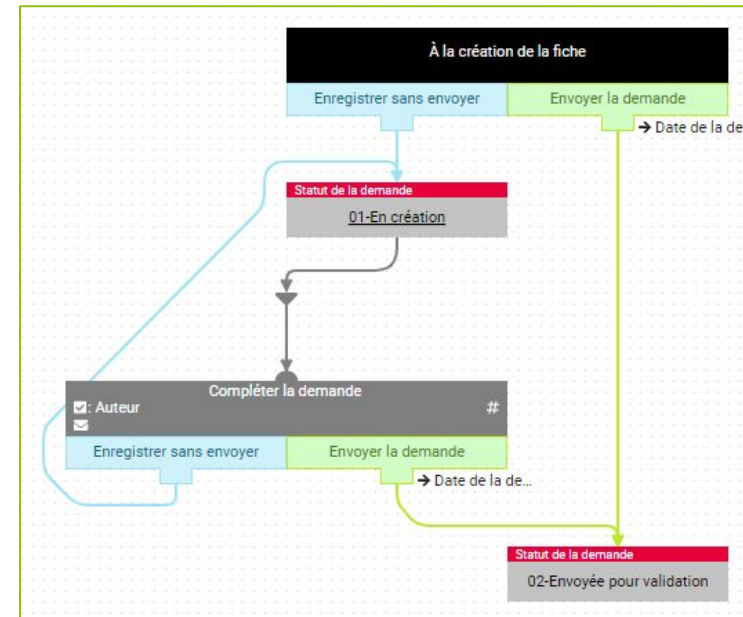 À la création de la fiche
Enregistrer sans envoyer
Envoyer la demande
→ Date de la de
Statut de la demande
01-En création
Compléter la demande
: Auteur
#
Enregistrer sans envoyer
Envoyer la demande
→ Date de la de...
Statut de la demande
02-Envoyée pour validation